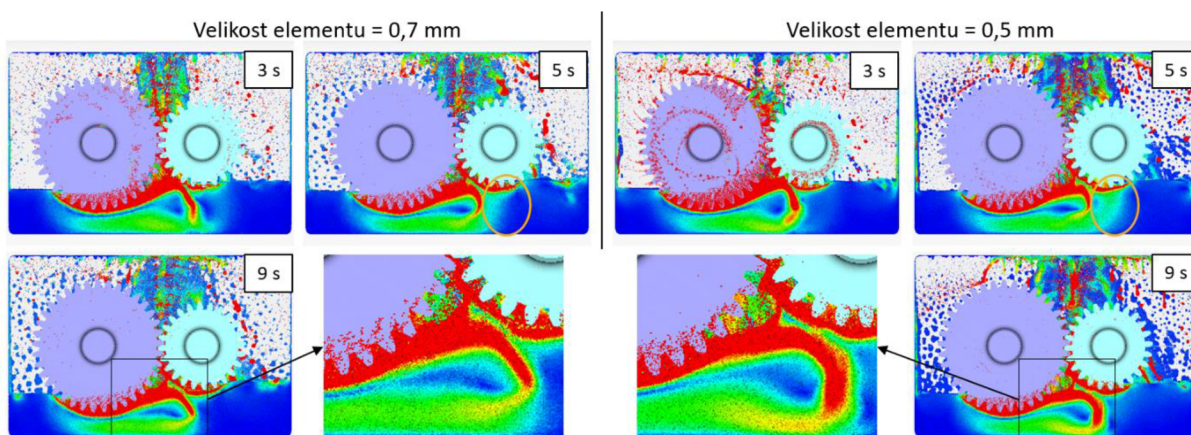 Velikost elementu = 0,7 mm
Velikost elementu = 0,5 mm
3 s
5 s
3 s
5 s
9 s
9 s